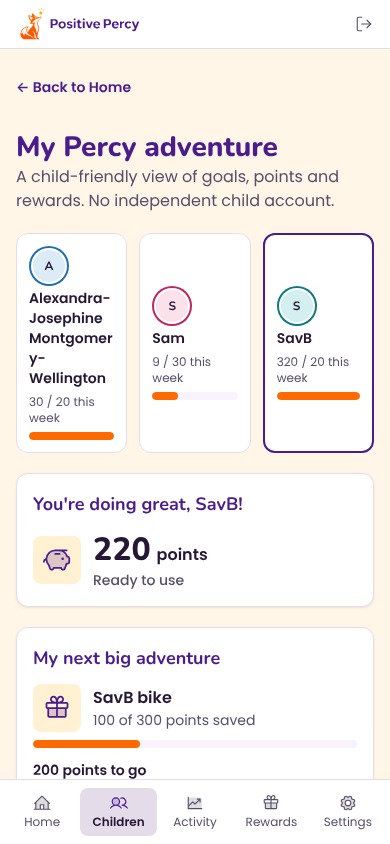 Positive Percy
← Back to Home
My Percy adventure
A child-friendly view of goals, points and
rewards. No independent child account.
A
Alexandra-
Josephine
Montgomer
y-
Wellington
30 / 20 this
week
S
Sam
9 / 30 this
week
S
SavB
320 / 20 this
week
You're doing great, SavB!
220 points
Ready to use
My next big adventure
SavB bike
100 of 300 points saved
200 points to go
Home
Children
Activity
Rewards
Settings